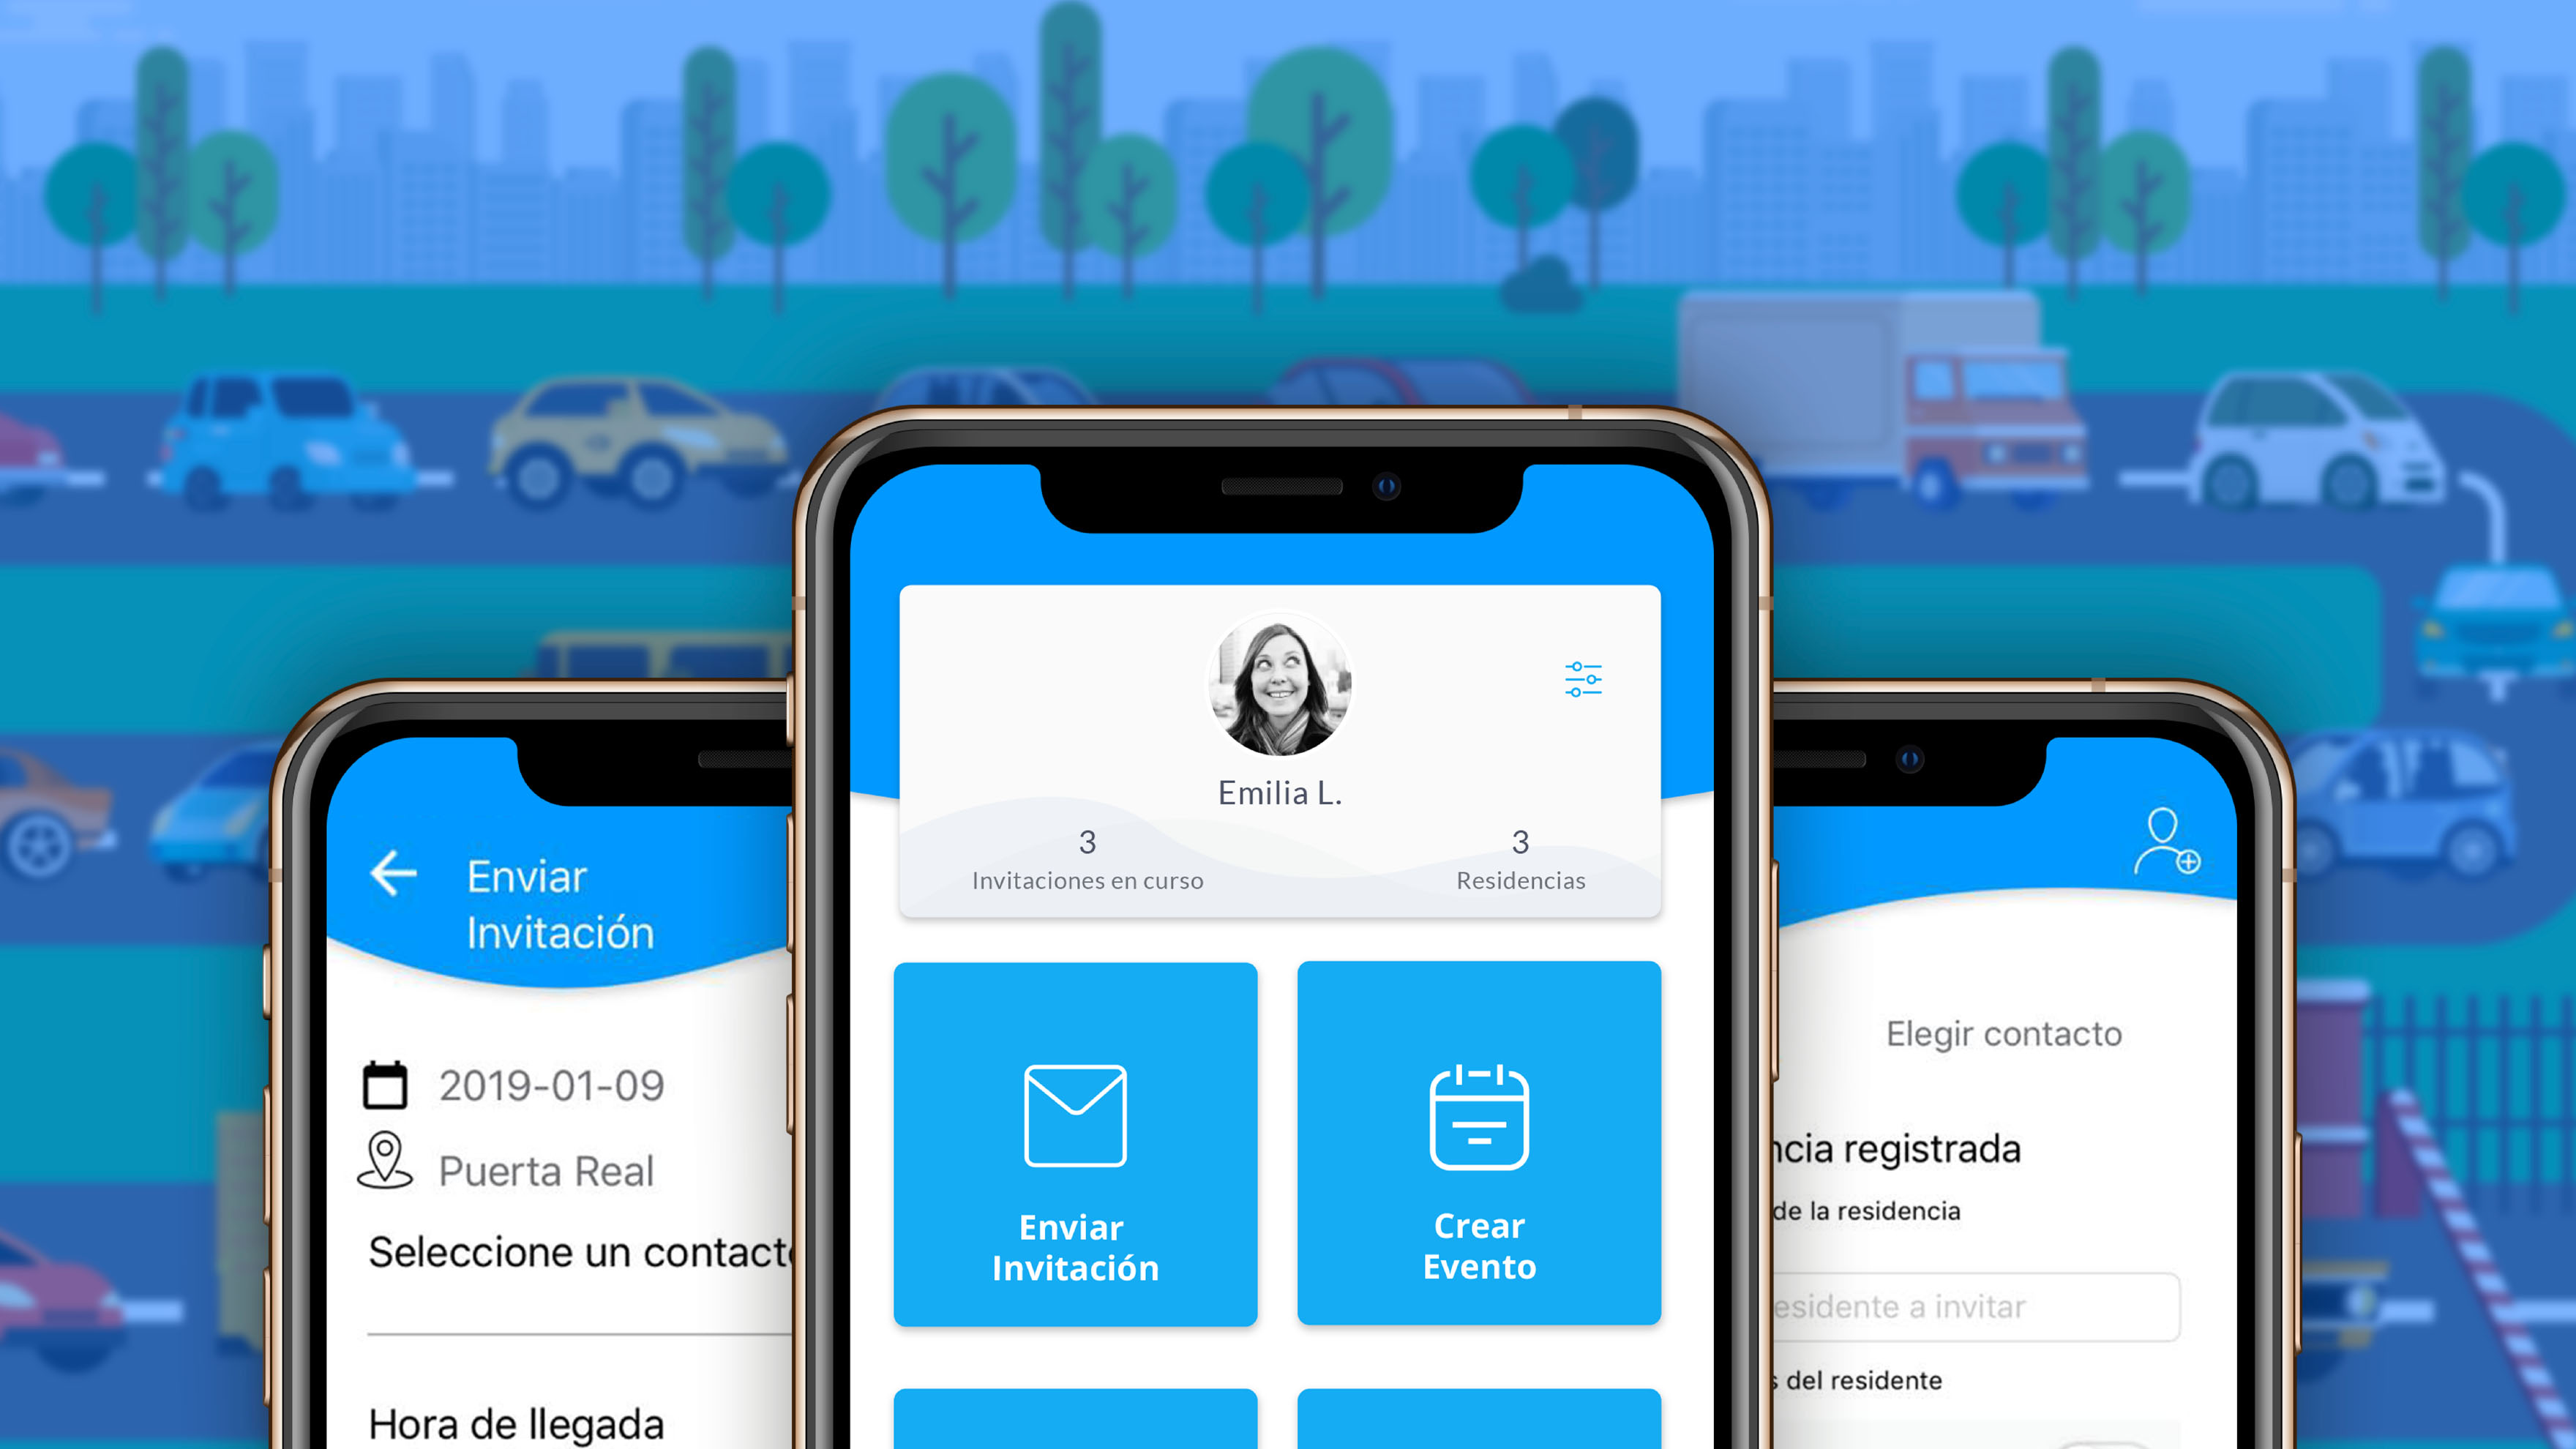 Enviar
Invitación
2019-01-09
Puerta Real
Seleccione un contacto
Hora de llegada
Emilia L.
3
Invitaciones en curso
3
Residencias
Enviar
Invitación
Crear
Evento
Elegir contacto
ncia registrada
de la residencia
esidente a invitar
s del residente